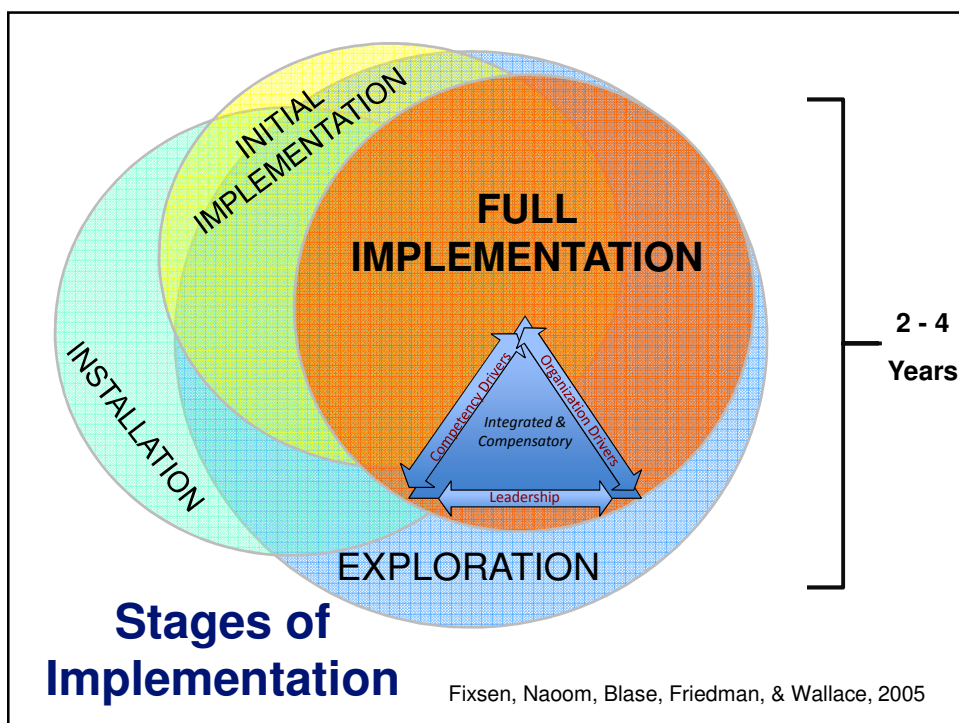 INITIAL
IMPLEMENTATION
FULL
IMPLEMENTATION
2 - 4
Years
INSTALLATION
Competency Drivers
Organization Drivers
Integrated &
Compensatory
Leadership
EXPLORATION
Stages of
Implementation
Fixsen, Naoom, Blase, Friedman, & Wallace, 2005